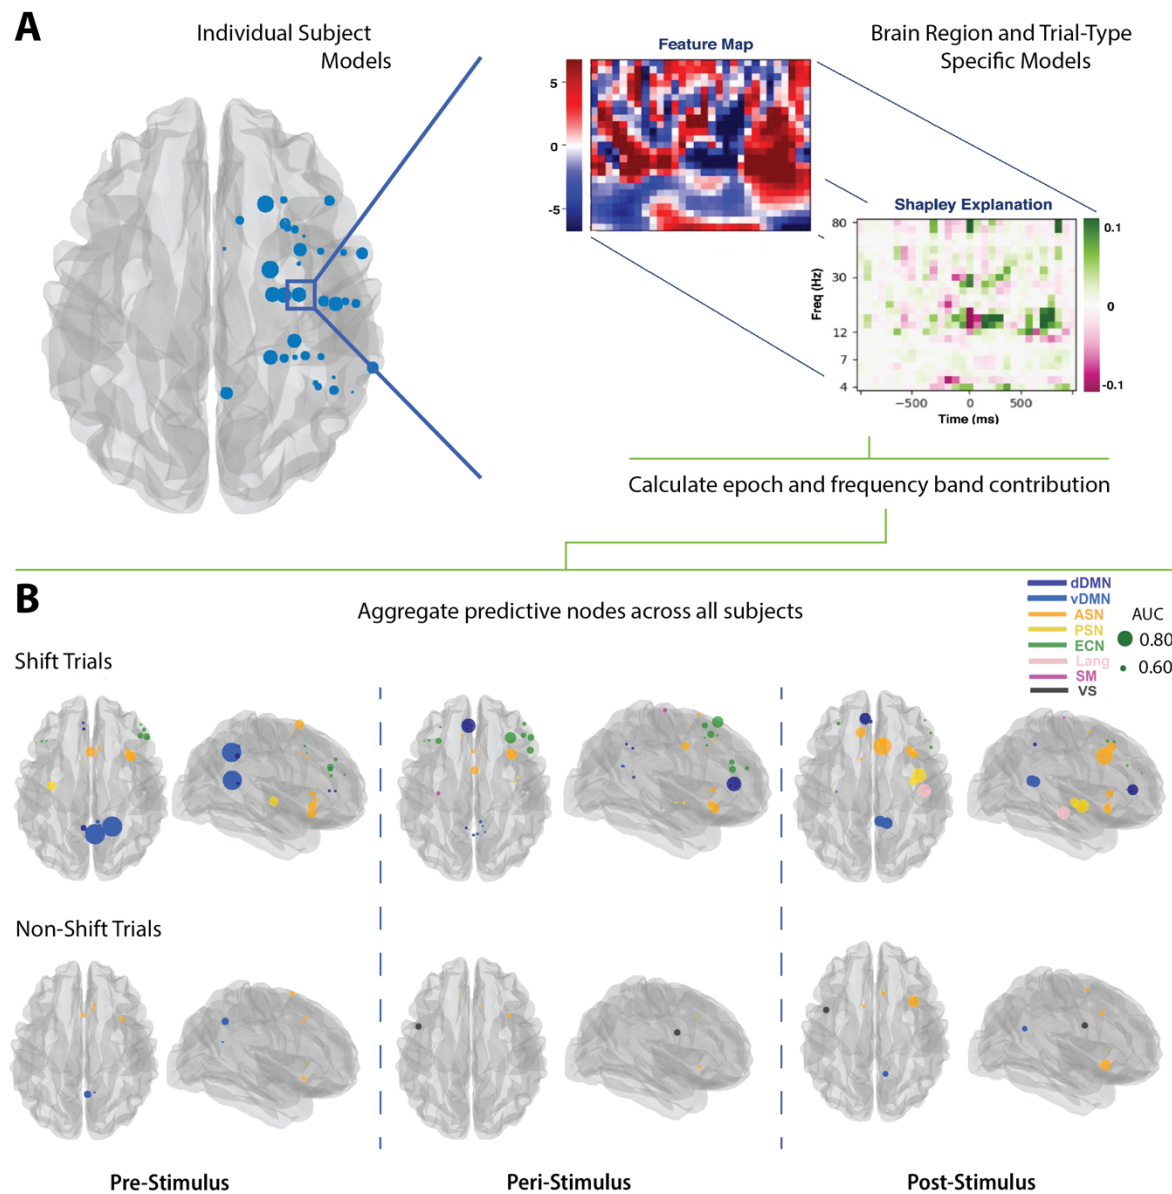 A
Individual Subject
Models
Feature Map
5
0
-5
Brain Region and Trial-Type
Specific Models
Shapley Explanation
80
30
12
7
4
Freq (Hz)
−500
0
500
Time (ms)
0.1
0
-0.1
Calculate epoch and frequency band contribution
B
Aggregate predictive nodes across all subjects
dDMN
vDMN
ASN
PSN
ECN
Lang
SM
VS
AUC
0.80
0.60
Shift Trials
Non-Shift Trials
Pre-Stimulus
Peri-Stimulus
Post-Stimulus